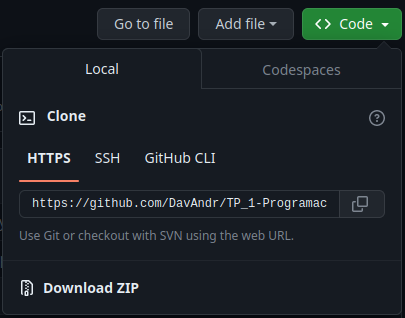 Go to file Add file <> Code
Local Codespaces
Clone
HTTPS SSH GitHub CLI
https://github.com/DavAndr/TP_1-Programac
Use Git or checkout with SVN using the web URL.
Download ZIP